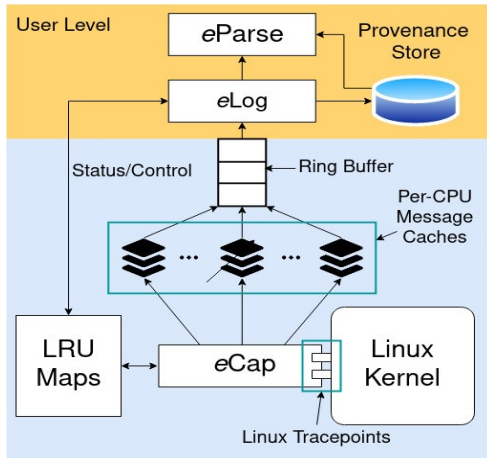 User Level
eParse
Provenance
Store
eLog
Status/Control
Ring Buffer
Per-CPU
Message
Caches
... ...
LRU
Maps
eCap
Linux
Kernel
Linux Tracepoints